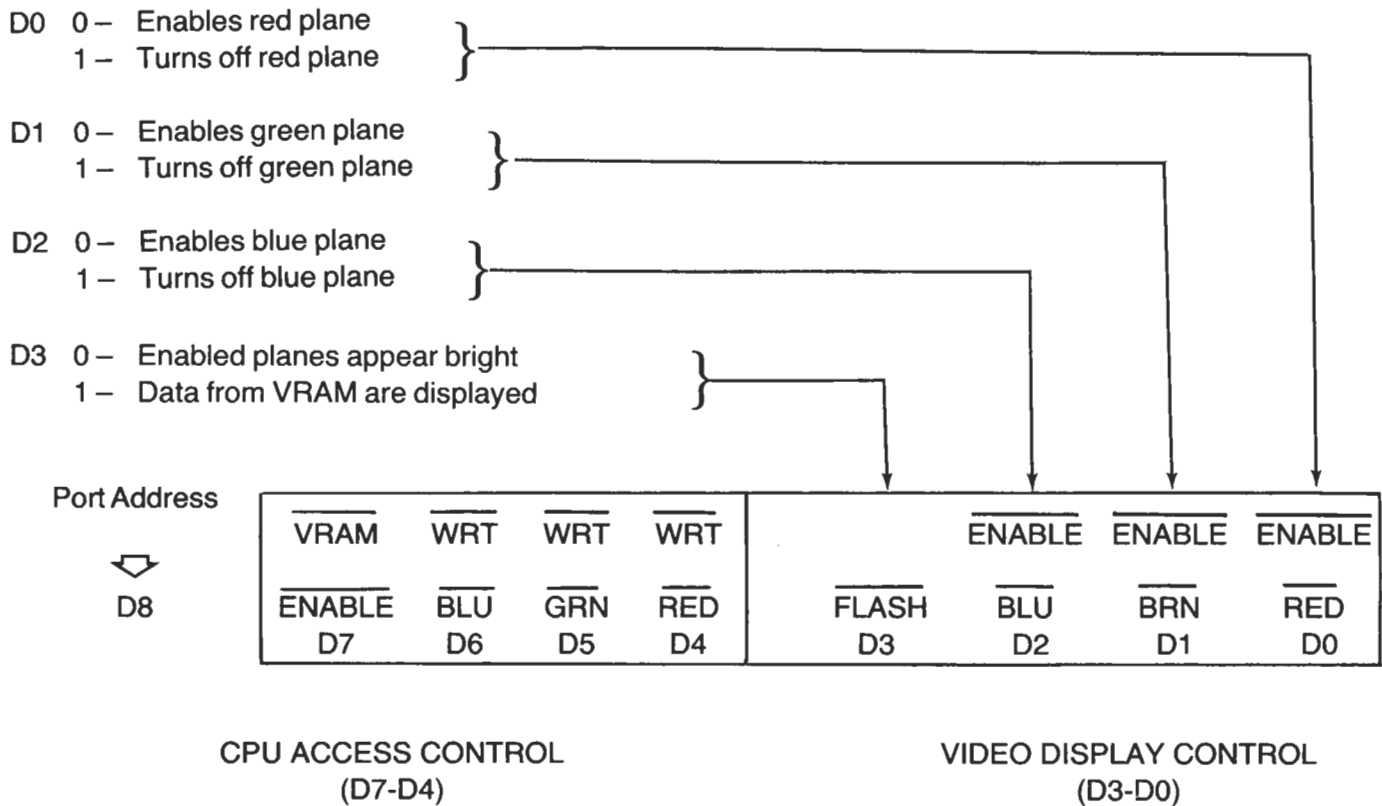 D0 0 – Enables red plane
1 – Turns off red plane
D1 0 – Enables green plane
1 – Turns off green plane
D2 0 – Enables blue plane
1 – Turns off blue plane
D3 0 – Enabled planes appear bright
1 – Data from VRAM are displayed
Port Address
D8
VRAM WRT WRT WRT ENABLE ENABLE ENABLE
ENABLE BLU GRN RED FLASH BLU BRN RED
D7 D6 D5 D4 D3 D2 D1 D0
CPU ACCESS CONTROL VIDEO DISPLAY CONTROL
(D7-D4) (D3-D0)